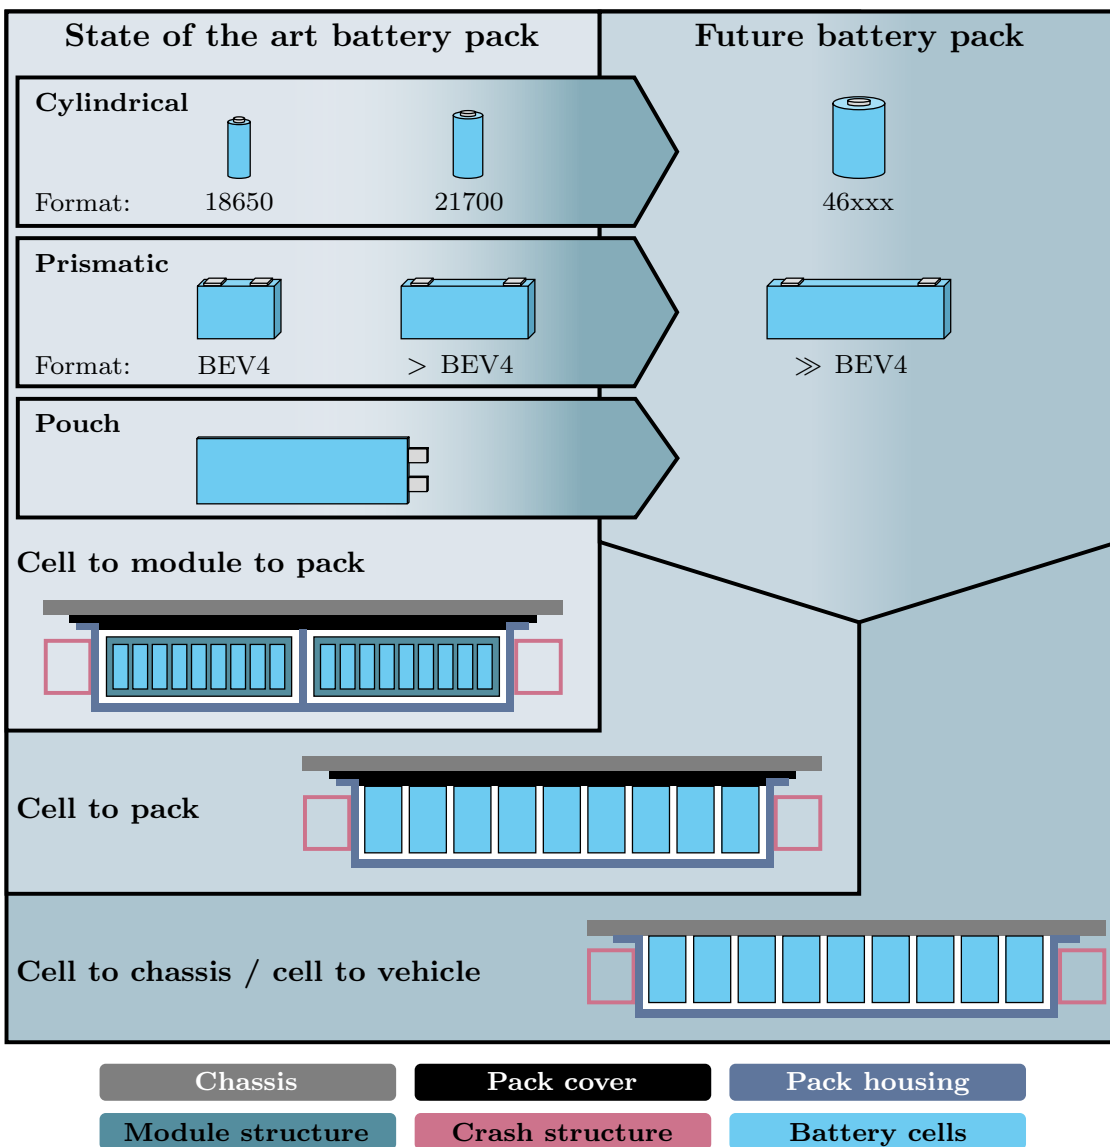 State of the art battery pack
Future battery pack
Cylindrical
Format:
18650
21700
46xxx
Prismatic
Format:
BEV4
> BEV4
≫ BEV4
Pouch
Cell to module to pack
Cell to pack
Cell to chassis / cell to vehicle
Chassis
Pack cover
Pack housing
Module structure
Crash structure
Battery cells